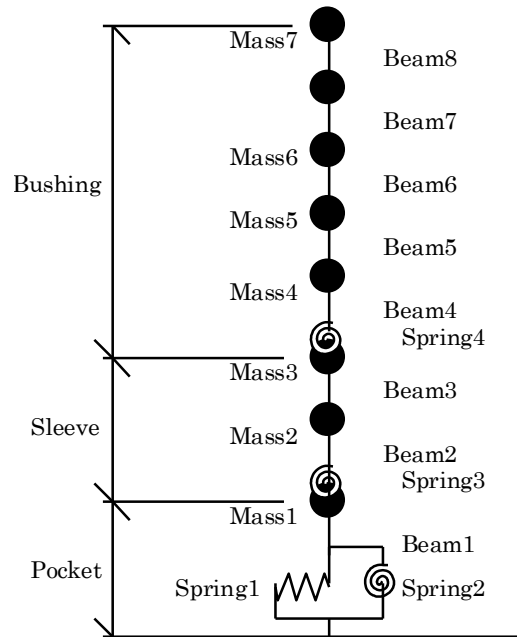 Mass7
Beam8
Beam7
Mass6
Bushing
Beam6
Mass5
Beam5
Mass4
Beam4
Spring4
Mass3
Beam3
Sleeve
Mass2
Beam2
Spring3
Mass1
Beam1
Pocket
Spring1
Spring2